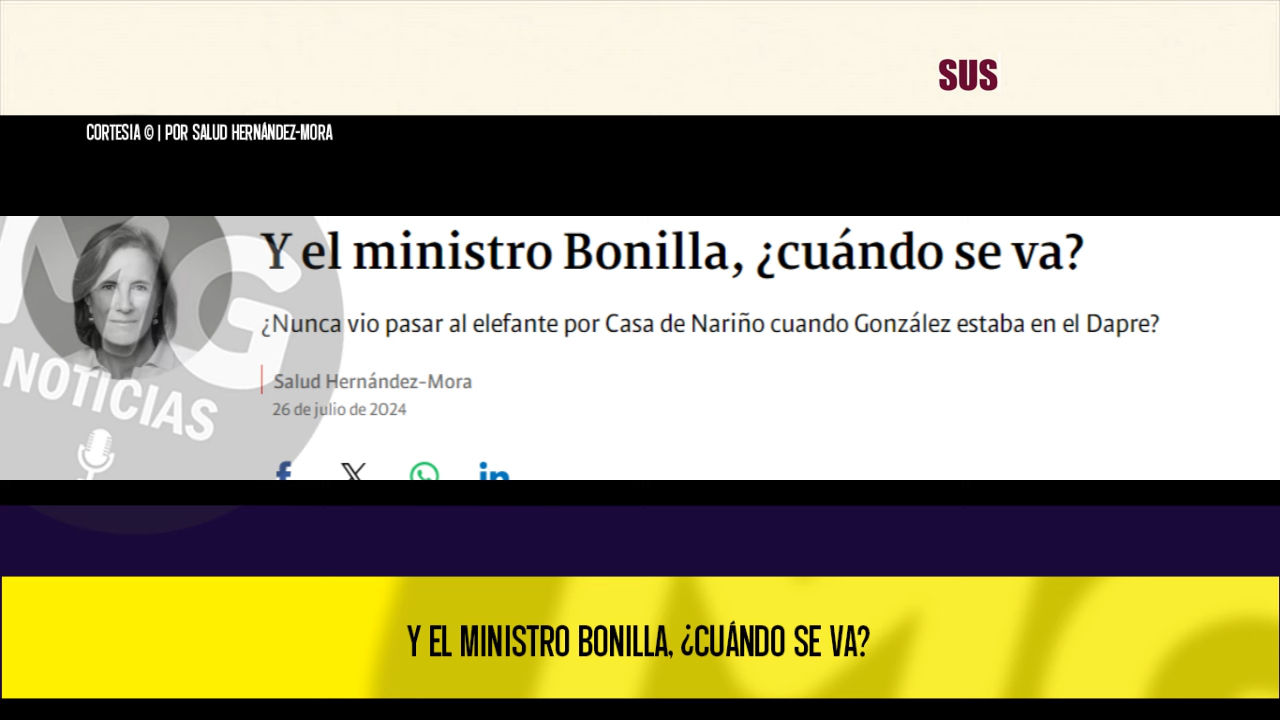 SUS
CORTESIA © | POR SALUD HERNÁNDEZ-MORA
Y el ministro Bonilla, ¿cuándo se va?
¿Nunca vio pasar al elefante por Casa de Nariño cuando González estaba en el Dapre?
Salud Hernández-Mora
26 de julio de 2024
MG
NOTICIAS
Y EL MINISTRO BONILLA, ¿CUÁNDO SE VA?